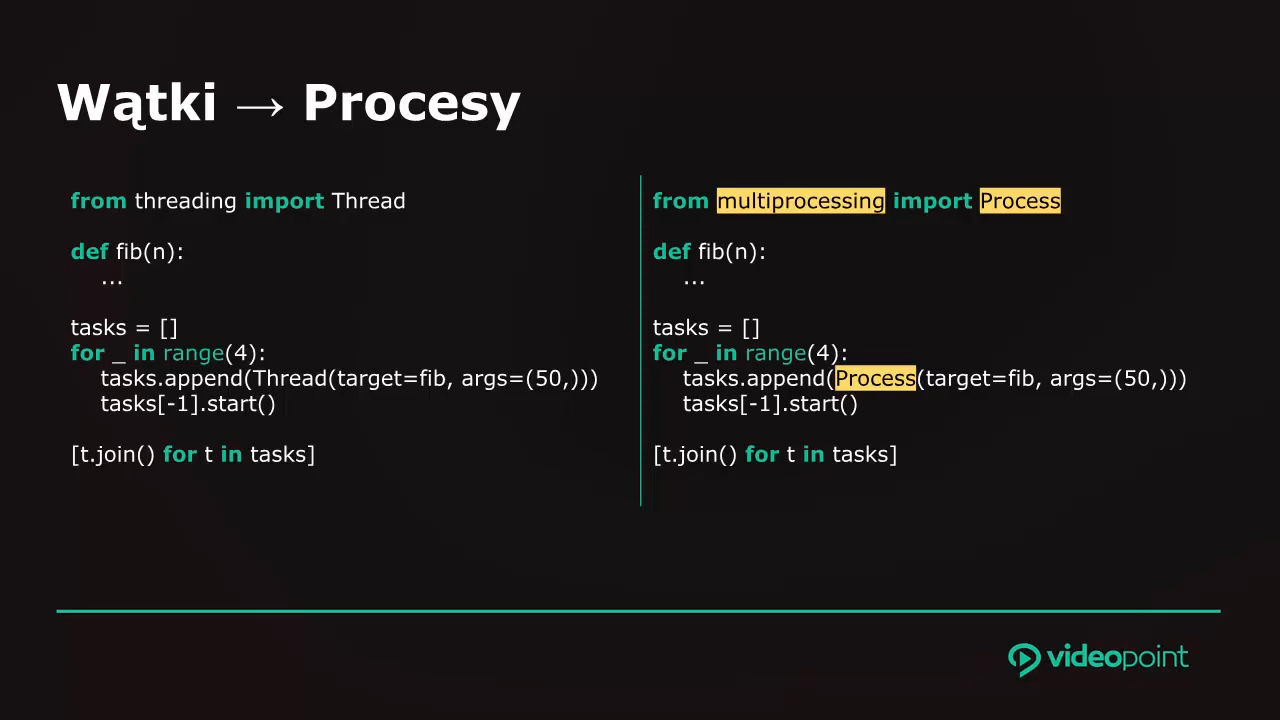 Wątki → Procesy
from threading import Thread
def fib(n):
...
tasks = []
for _ in range(4):
tasks.append(Thread(target=fib, args=(50,)))
tasks[-1].start()
[t.join() for t in tasks]
from multiprocessing import Process
def fib(n):
...
tasks = []
for _ in range(4):
tasks.append(Process(target=fib, args=(50,)))
tasks[-1].start()
[t.join() for t in tasks]
videopoint